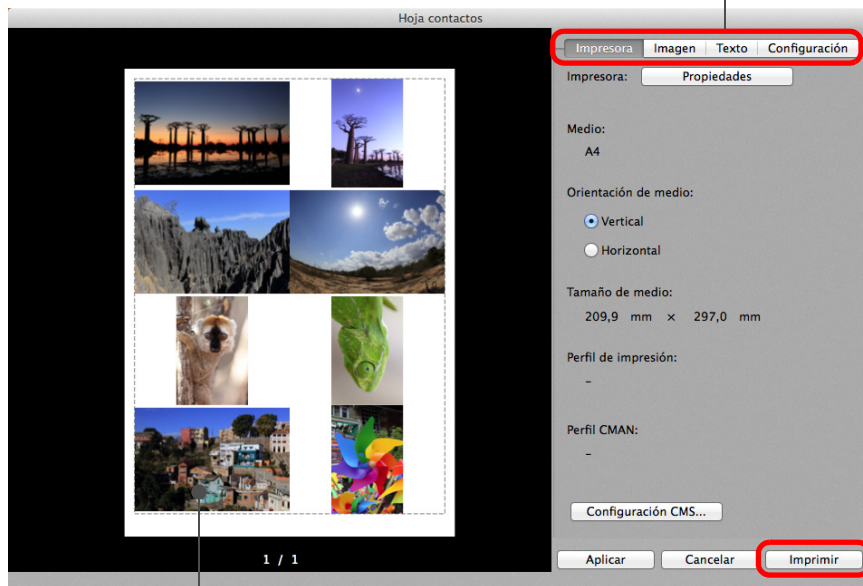 Hoja contactos
Impresora Imagen Texto Configuración
Impresora: Propiedades
Medio:
A4
Orientación de medio:
Vertical
Horizontal
Tamaño de medio:
209,9 mm × 297,0 mm
Perfil de impresión:
–
Perfil CMAN:
–
Configuración CMS...
1 / 1
Aplicar Cancelar Imprimir